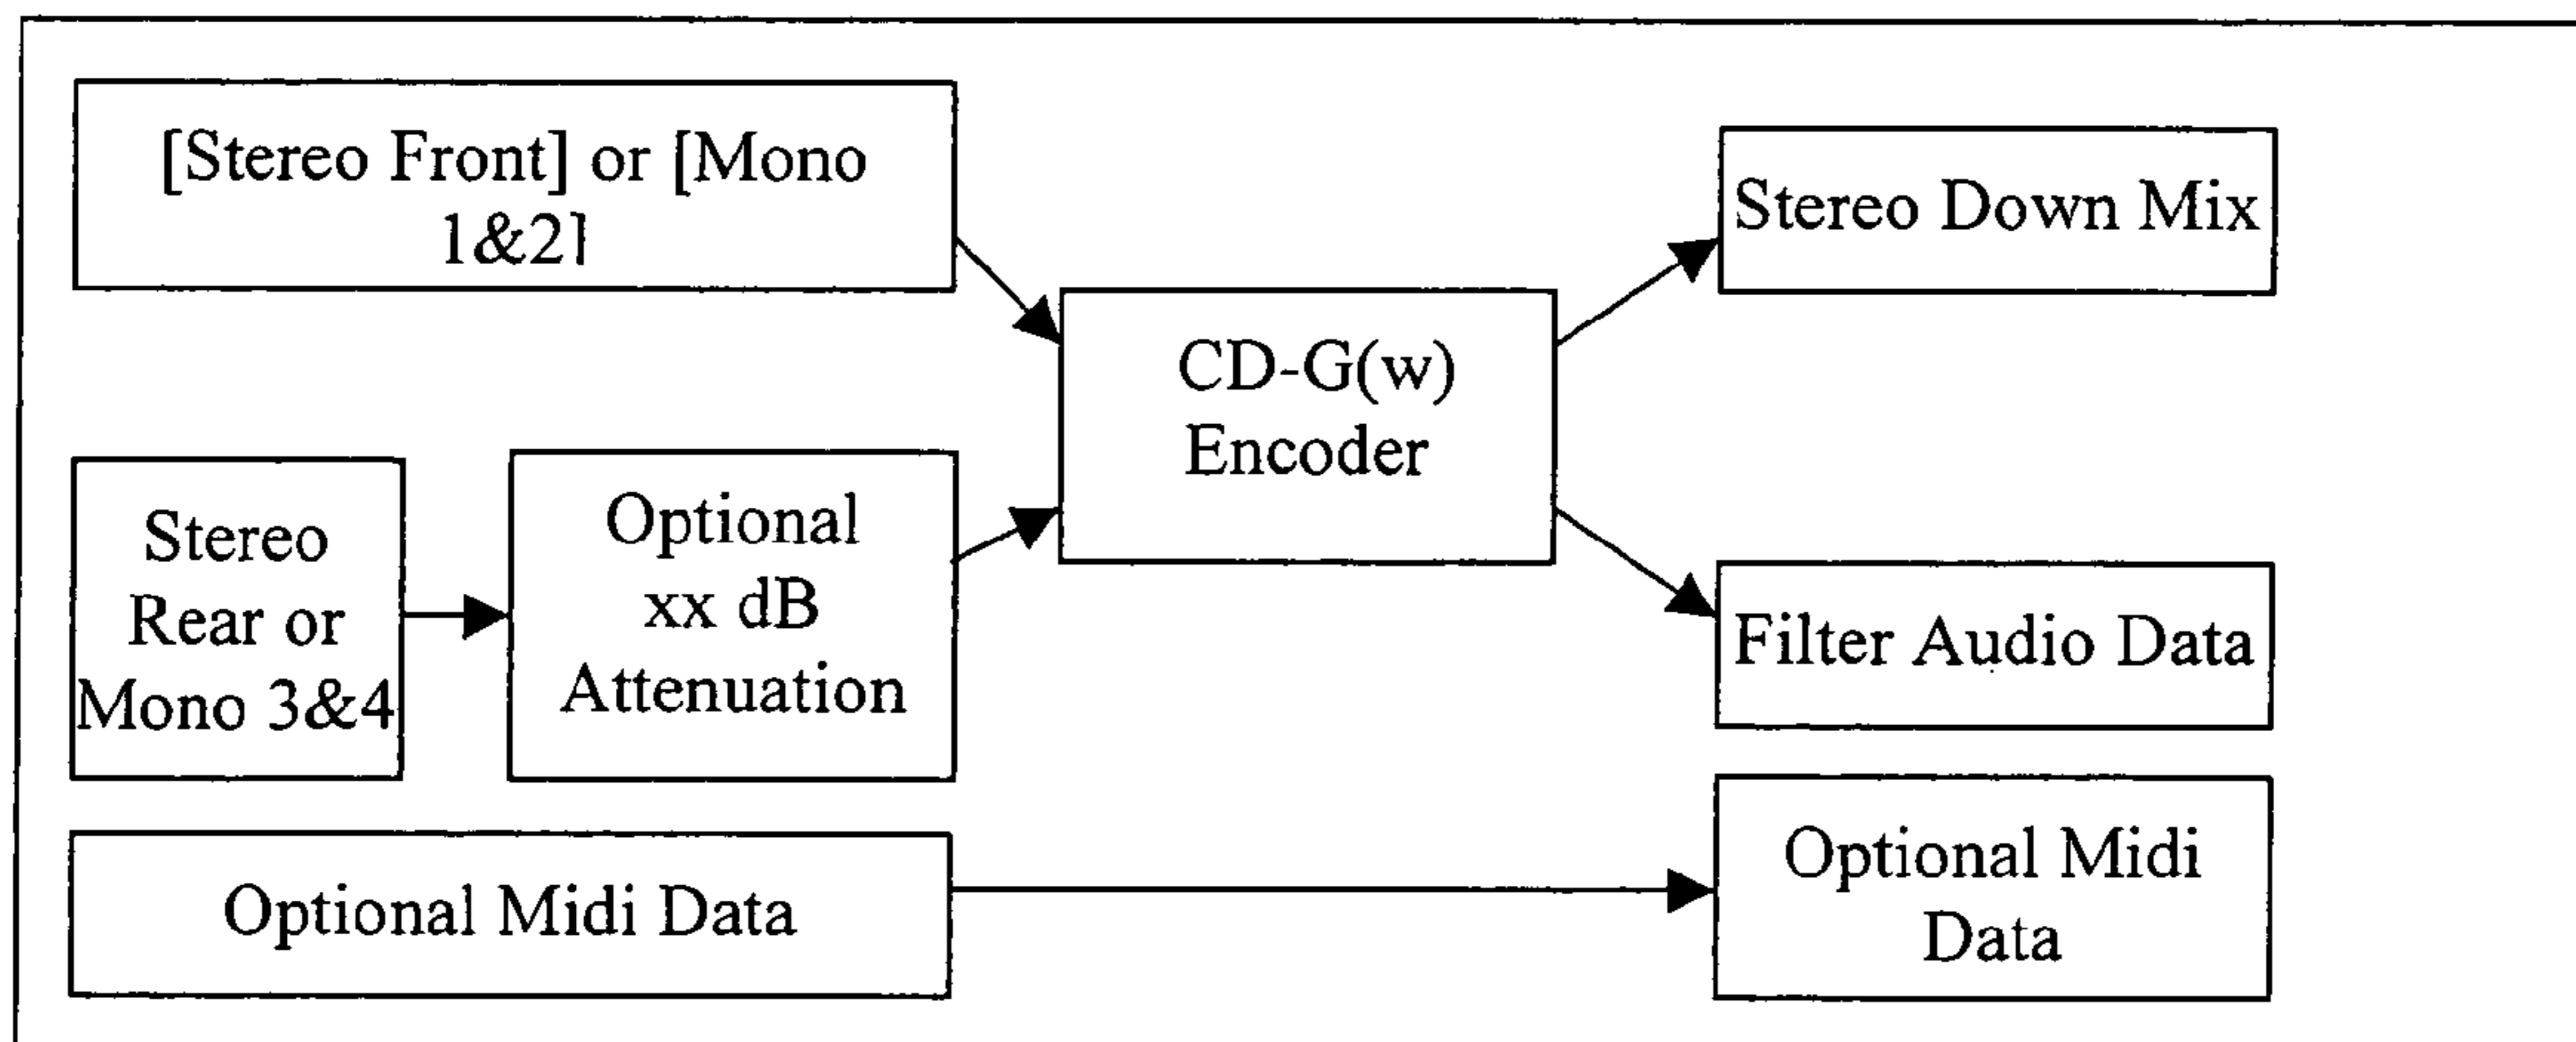 [Stereo Front] or [Mono
1&2]
Stereo Down Mix
CD-G(w)
Encoder
Stereo
Rear or
Mono 3&4
Optional
xx dB
Attenuation
Filter Audio Data
Optional Midi Data
Optional Midi
Data